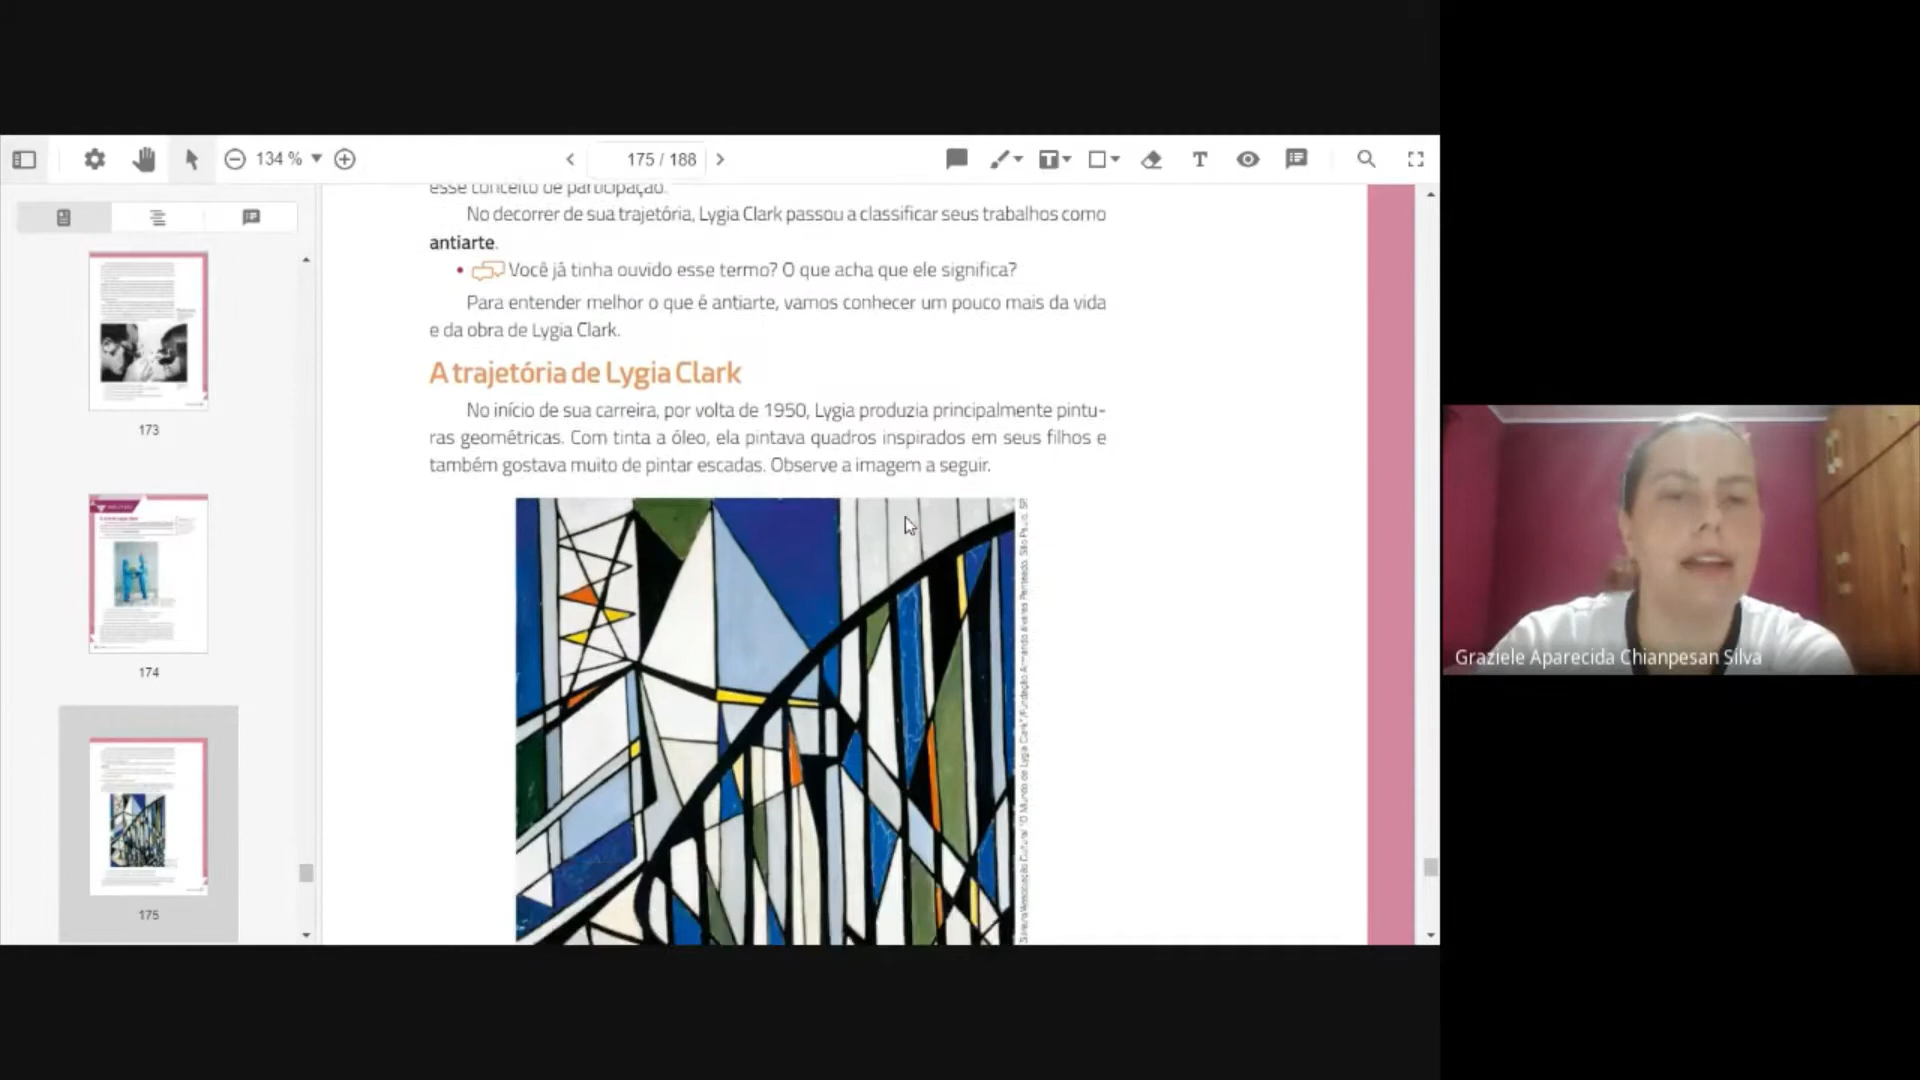 134 %
175 / 188
esse conceito de participação.
No decorrer de sua trajetória, Lygia Clark passou a classificar seus trabalhos como
antiarte.
• Você já tinha ouvido esse termo? O que acha que ele significa?
Para entender melhor o que é antiarte, vamos conhecer um pouco mais da vida
e da obra de Lygia Clark.
A trajetória de Lygia Clark
No início de sua carreira, por volta de 1950, Lygia produzia principalmente pintu-
ras geométricas. Com tinta a óleo, ela pintava quadros inspirados em seus filhos e
também gostava muito de pintar escadas. Observe a imagem a seguir.
173
174
175
Graziele Aparecida Chianpesan Silva